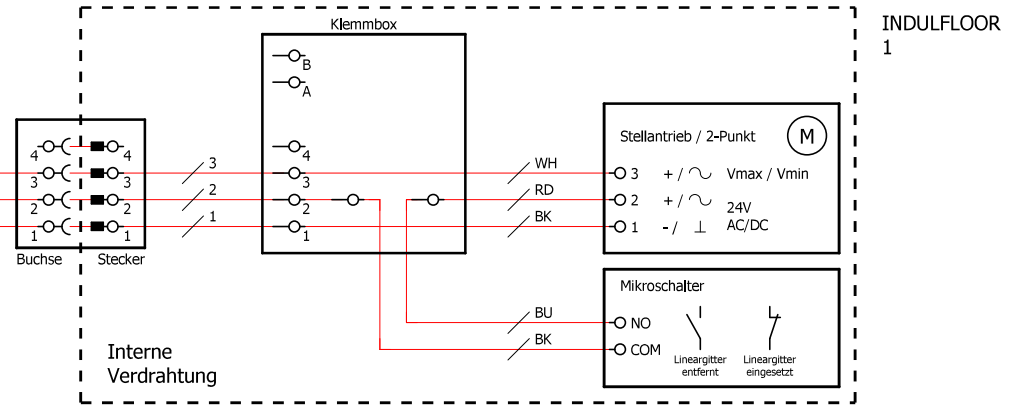 INDULFLOOR
1
Klemmbox
B
A
4
3
2
1
4
3
2
1
Buchse
4
3
2
1
Stecker
3
2
1
WH
RD
BK
BU
BK
Stellantrieb / 2-Punkt
M
3 + / Vmax / Vmin
2 + / 24V
1 - / ⊥ AC/DC
Mikroschalter
NO
COM
Lineargitter
entfernt
Lineargitter
eingesetzt
Interne
Verdrahtung